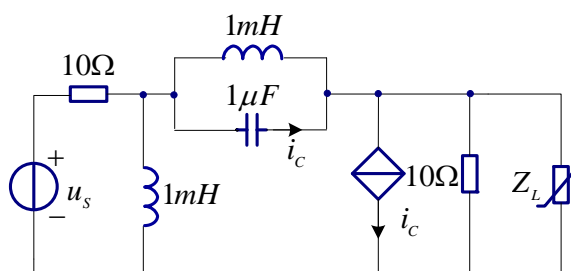 1mH
10Ω
1μF
i_C
+
u_S
−
1mH
10Ω
Z_L
i_C